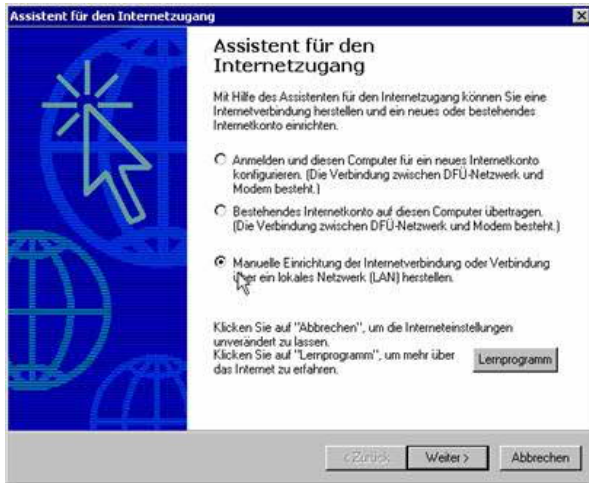 Assistent für den Internetzugang
Assistent für den
Internetzugang
Mit Hilfe des Assistenten für den Internetzugang können Sie eine
Internetverbindung herstellen und ein neues oder bestehendes
Internetkonto einrichten.
Anmelden und diesen Computer für ein neues Internetkonto
konfigurieren. (Die Verbindung zwischen DFÜ-Netzwerk und
Modem besteht.)
Bestehendes Internetkonto auf diesen Computer übertragen.
(Die Verbindung zwischen DFÜ-Netzwerk und Modem besteht.)
Manuelle Einrichtung der Internetverbindung oder Verbindung
über ein lokales Netzwerk (LAN) herstellen.
Klicken Sie auf "Abbrechen", um die Interneteinstellungen
unverändert zu lassen.
Klicken Sie auf "Lernprogramm", um mehr über
das Internet zu erfahren.
Lernprogramm
< Zurück
Weiter >
Abbrechen